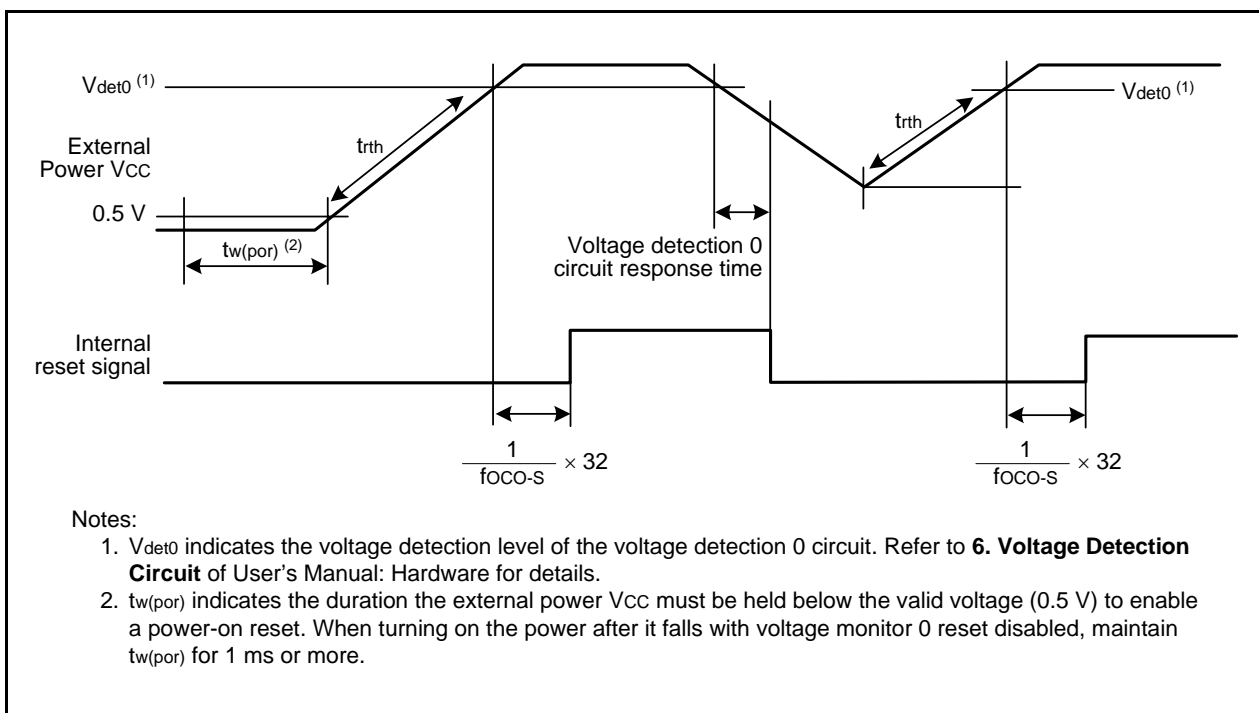 Vdet0 (1)
External
Power VCC
0.5 V
trth
tw(por) (2)
Voltage detection 0
circuit response time
trth
Vdet0 (1)
Internal
reset signal
1
fOCO-S
× 32
1
fOCO-S
× 32
Notes:
1. Vdet0 indicates the voltage detection level of the voltage detection 0 circuit. Refer to 6. Voltage Detection
Circuit of User's Manual: Hardware for details.
2. tw(por) indicates the duration the external power VCC must be held below the valid voltage (0.5 V) to enable
a power-on reset. When turning on the power after it falls with voltage monitor 0 reset disabled, maintain
tw(por) for 1 ms or more.